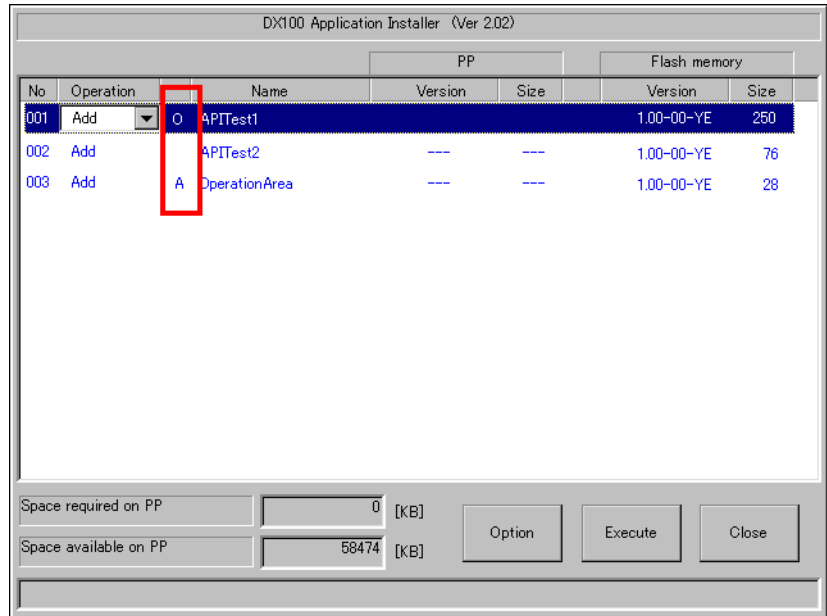 DX100 Application Installer (Ver 2.02)
PP Flash memory
No Operation Name Version Size Version Size
001 Add O APITest1 1.00-00-YE 250
002 Add APITest2 --- --- 1.00-00-YE 76
003 Add A OperationArea --- --- 1.00-00-YE 28
Space required on PP 0 [KB]
Option Execute Close
Space available on PP 58474 [KB]